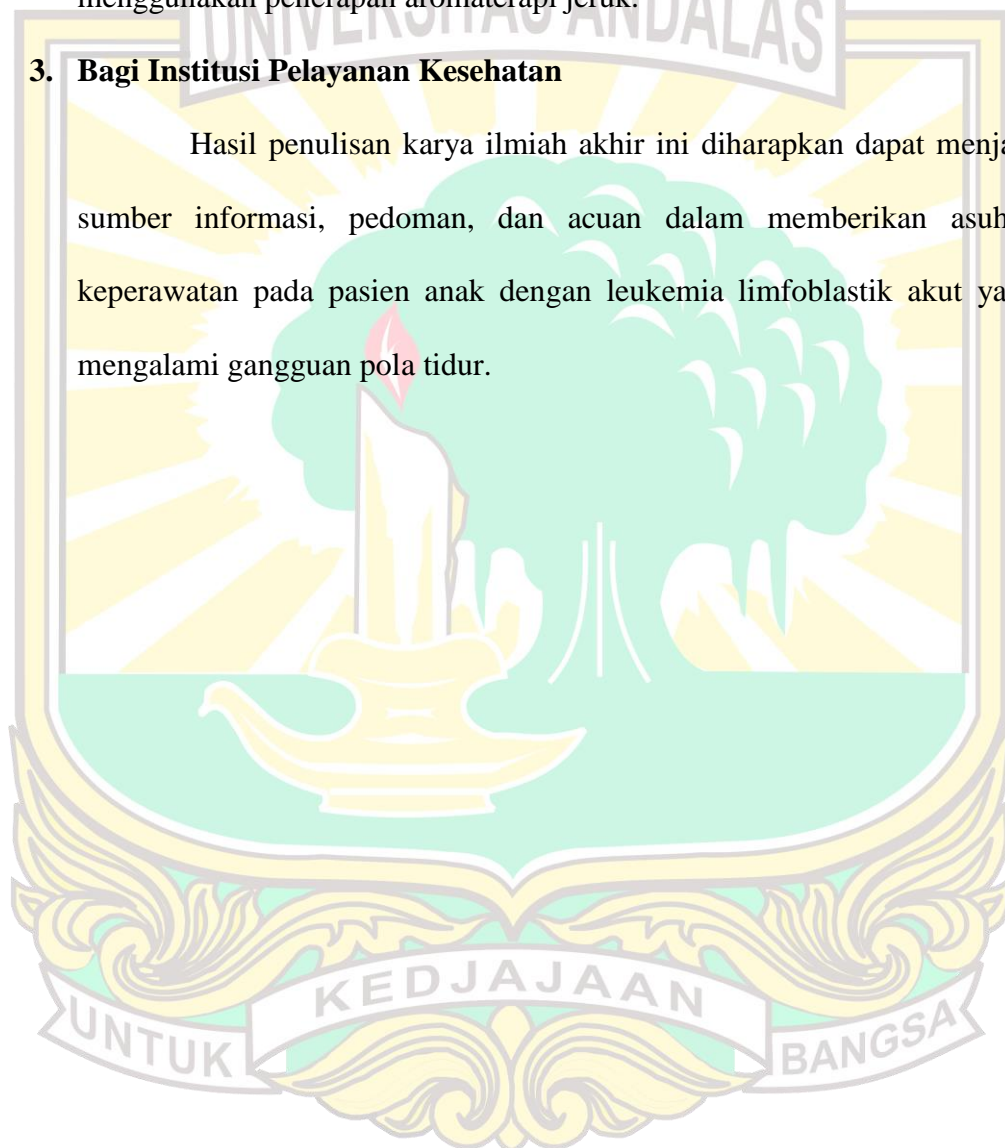 menggunakan penerapan aromaterapi jeruk.
UNIVERSITAS ANDALAS
3. Bagi Institusi Pelayanan Kesehatan
Hasil penulisan karya ilmiah akhir ini diharapkan dapat menja
sumber informasi, pedoman, dan acuan dalam memberikan asuh
keperawatan pada pasien anak dengan leukemia limfoblastik akut ya
mengalami gangguan pola tidur.
UNTUK KEDJAJAAN BANGSA